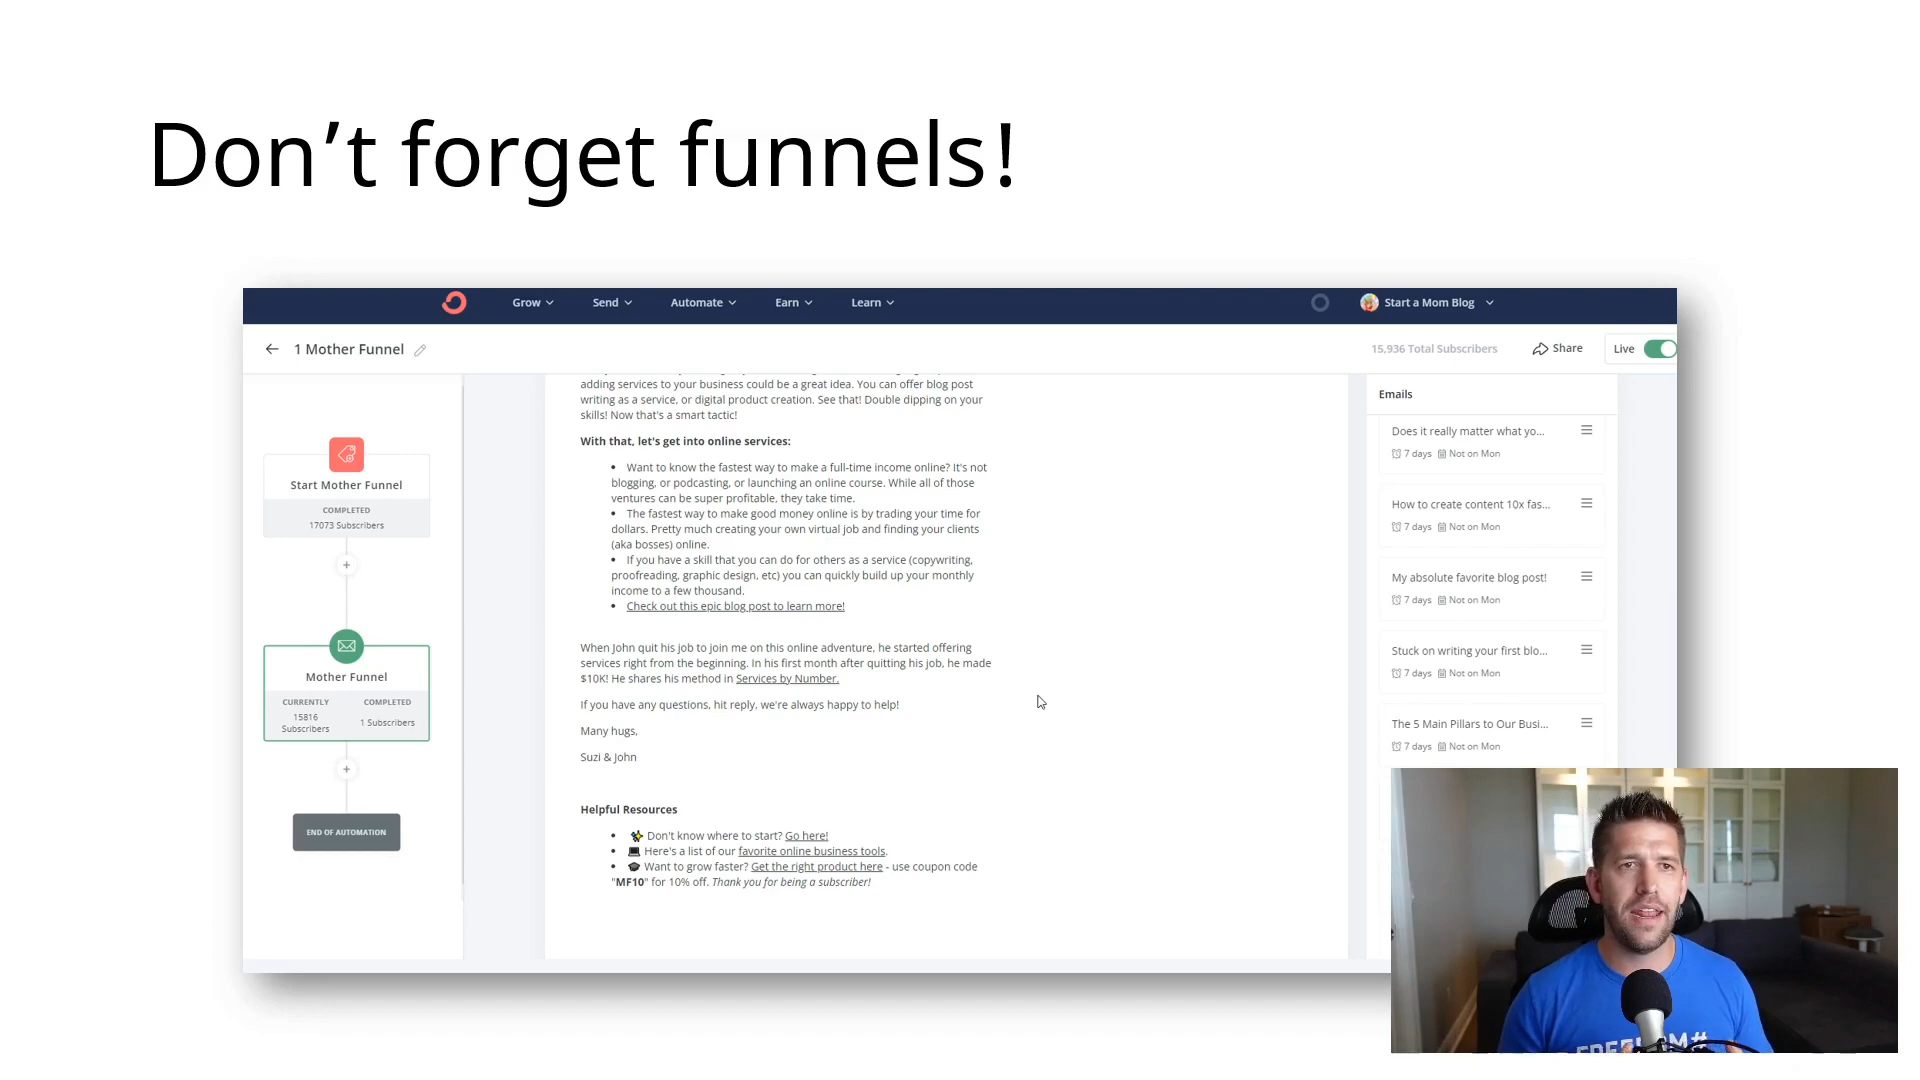 Don’t forget funnels!
Grow Send Automate Earn Learn Start a Mom Blog
1 Mother Funnel 15,936 Total Subscribers Share Live
adding services to your business could be a great idea. You can offer blog post
writing as a service, or digital product creation. See that! Double dipping on your
skills! Now that's a smart tactic!
With that, let's get into online services:
• Want to know the fastest way to make a full-time income online? It's not
blogging, or podcasting, or launching an online course. While all of those
ventures can be super profitable, they take time.
• The fastest way to make good money online is by trading your time for
dollars. Pretty much creating your own virtual job and finding your clients
(aka bosses) online.
• If you have a skill that you can do for others as a service (copywriting,
proofreading, graphic design, etc) you can quickly build up your monthly
income to a few thousand.
• Check out this epic blog post to learn more!
When John quit his job to join me on this online adventure, he started offering
services right from the beginning. In his first month after quitting his job, he made
$10K! He shares his method in Services by Number.
If you have any questions, hit reply, we're always happy to help!
Many hugs,
Suzi & John
Helpful Resources
• Don't know where to start? Go here!
• Here's a list of our favorite online business tools.
• Want to grow faster? Get the right product here - use coupon code
"MF10" for 10% off. Thank you for being a subscriber!
Start Mother Funnel
COMPLETED
17073 Subscribers
Mother Funnel
CURRENTLY COMPLETED
15816
Subscribers
1 Subscribers
END OF AUTOMATION
Emails
Does it really matter what yo...
7 days Not on Mon
How to create content 10x fas...
7 days Not on Mon
My absolute favorite blog post!
7 days Not on Mon
Stuck on writing your first blo...
7 days Not on Mon
The 5 Main Pillars to Our Busi...
7 days Not on Mon